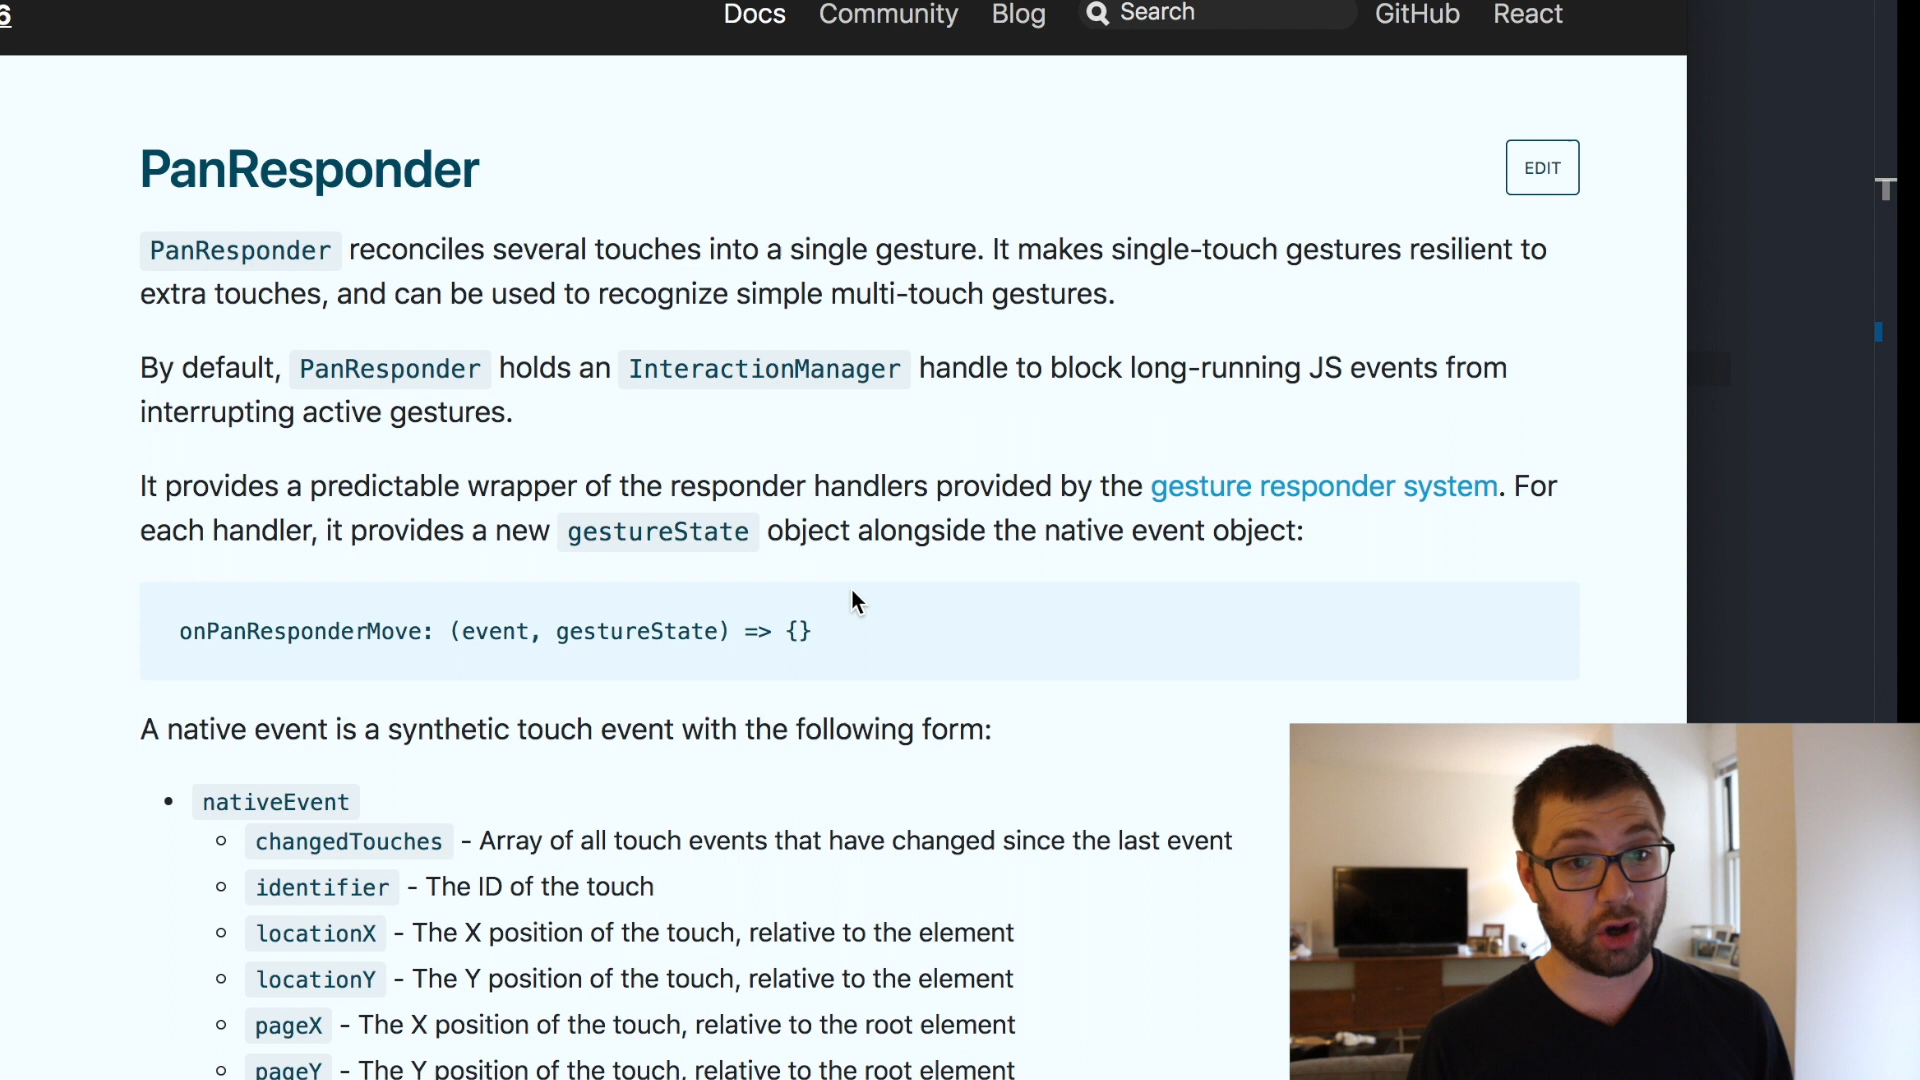 6
Docs Community Blog Search GitHub React
PanResponder
EDIT
PanResponder reconciles several touches into a single gesture. It makes single-touch gestures resilient to
extra touches, and can be used to recognize simple multi-touch gestures.
By default, PanResponder holds an InteractionManager handle to block long-running JS events from
interrupting active gestures.
It provides a predictable wrapper of the responder handlers provided by the gesture responder system. For
each handler, it provides a new gestureState object alongside the native event object:
onPanResponderMove: (event, gestureState) => {}
A native event is a synthetic touch event with the following form:
• nativeEvent
○ changedTouches - Array of all touch events that have changed since the last event
○ identifier - The ID of the touch
○ locationX - The X position of the touch, relative to the element
○ locationY - The Y position of the touch, relative to the element
○ pageX - The X position of the touch, relative to the root element
○ pageY - The Y position of the touch, relative to the root element